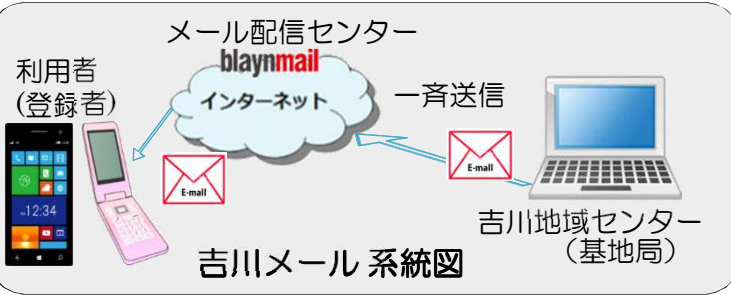 メール配信センター
blaynmail
インターネット
利用者
(登録者)
12:34
E-mail
一斉送信
E-mail
吉川地域センター
(基地局)
吉川メール 系統図